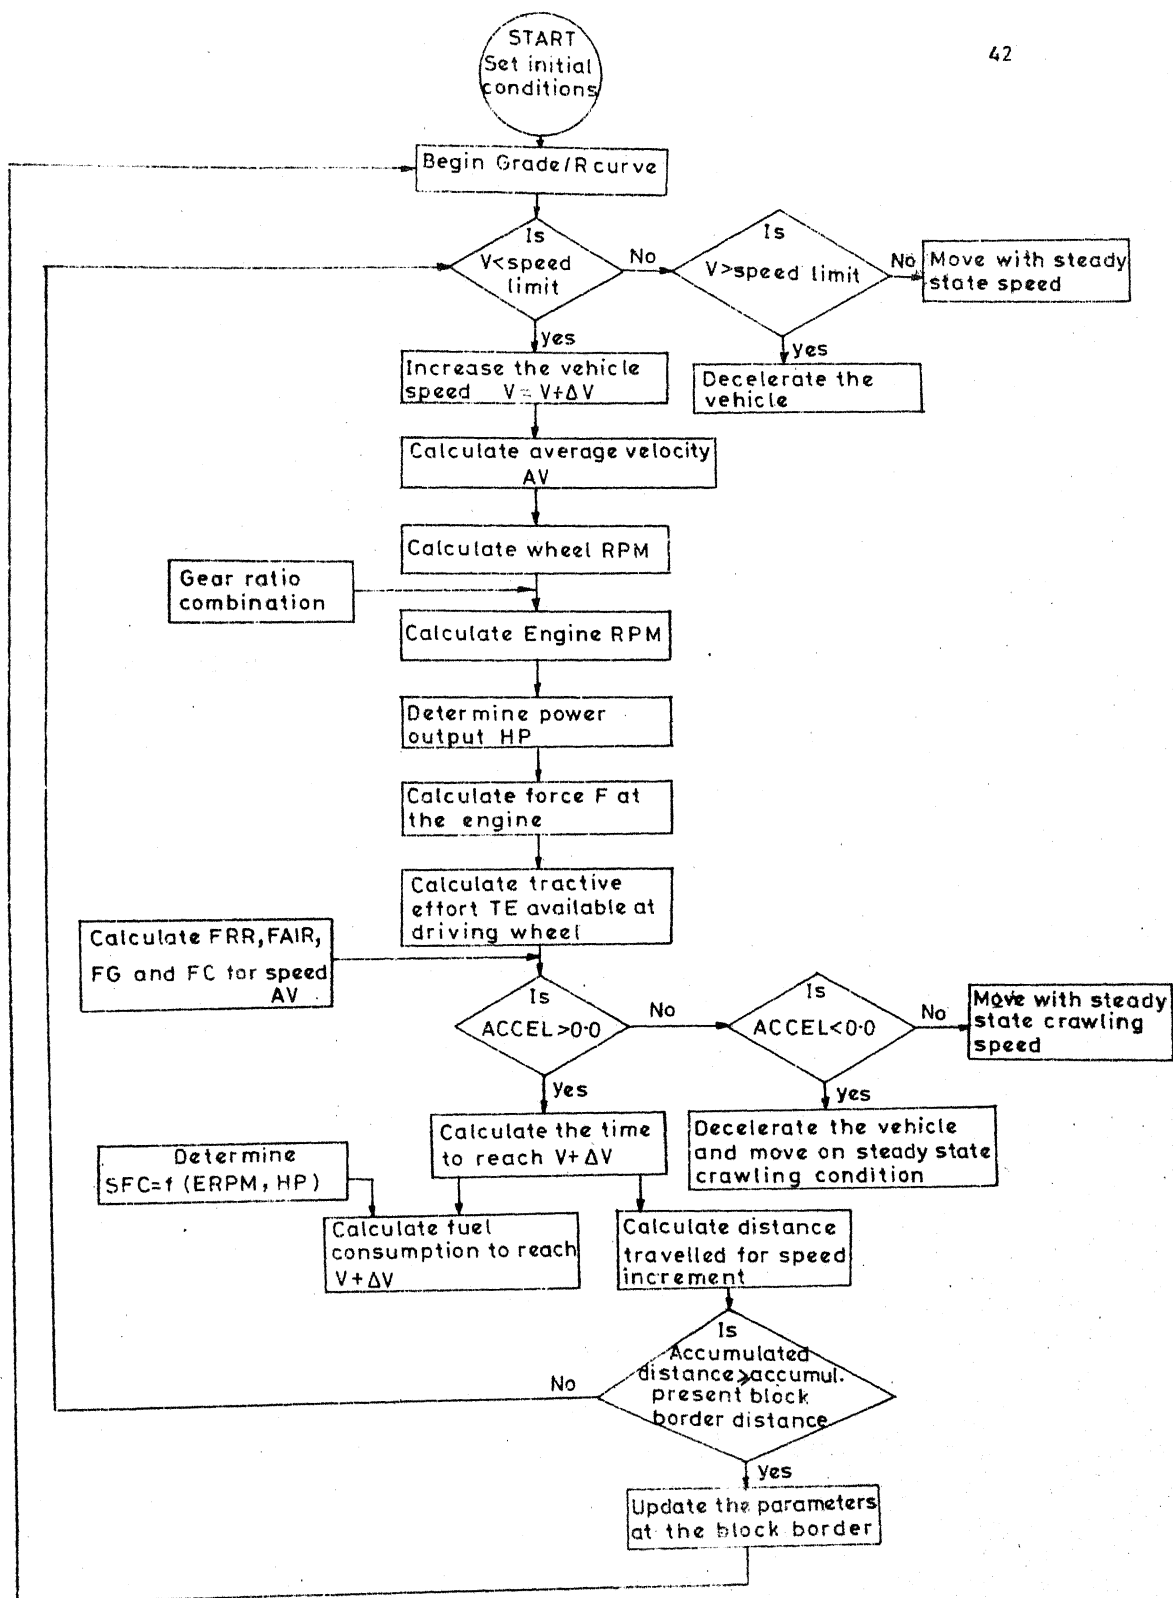 42
START
Set initial
conditions
Begin Grade/R curve
Is
V<speed
limit
No
Is
V>speed limit
No
Move with steady
state speed
yes
Increase the vehicle
speed V = V+ΔV
yes
Decelerate the
vehicle
Calculate average velocity
AV
Calculate wheel RPM
Gear ratio
combination
Calculate Engine RPM
Determine power
output HP
Calculate force F at
the engine
Calculate tractive
effort TE available at
driving wheel
Calculate FRR, FAIR,
FG and FC for speed
AV
Is
ACCEL>0·0
No
Is
ACCEL<0·0
No
Move with steady
state crawling
speed
yes
Calculate the time
to reach V+ΔV
yes
Decelerate the vehicle
and move on steady state
crawling condition
Determine
SFC=f (ERPM, HP)
Calculate fuel
consumption to reach
V+ΔV
Calculate distance
travelled for speed
increment
Is
Accumulated
distance⩾accumul.
present block
border distance
No
yes
Update the parameters
at the block border